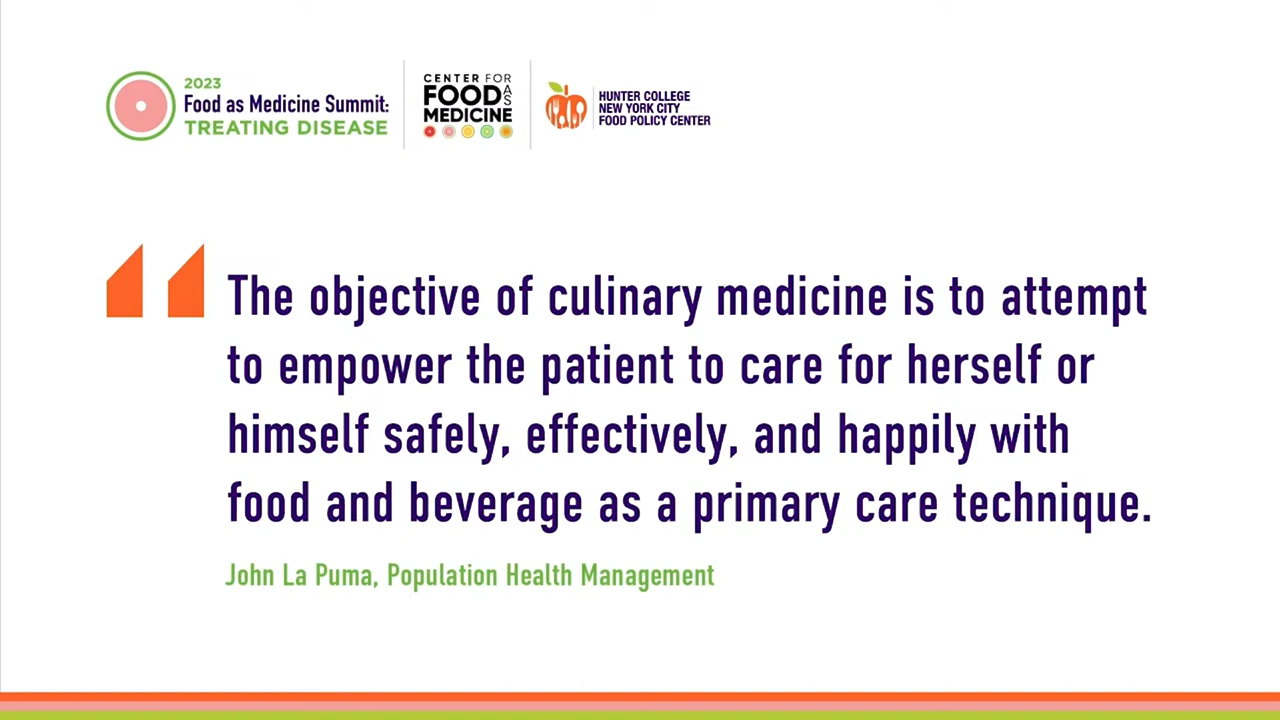 2023
Food as Medicine Summit:
TREATING DISEASE
CENTER FOR
FOOD AS
MEDICINE
HUNTER COLLEGE
NEW YORK CITY
FOOD POLICY CENTER
The objective of culinary medicine is to attempt
to empower the patient to care for herself or
himself safely, effectively, and happily with
food and beverage as a primary care technique.
John La Puma, Population Health Management